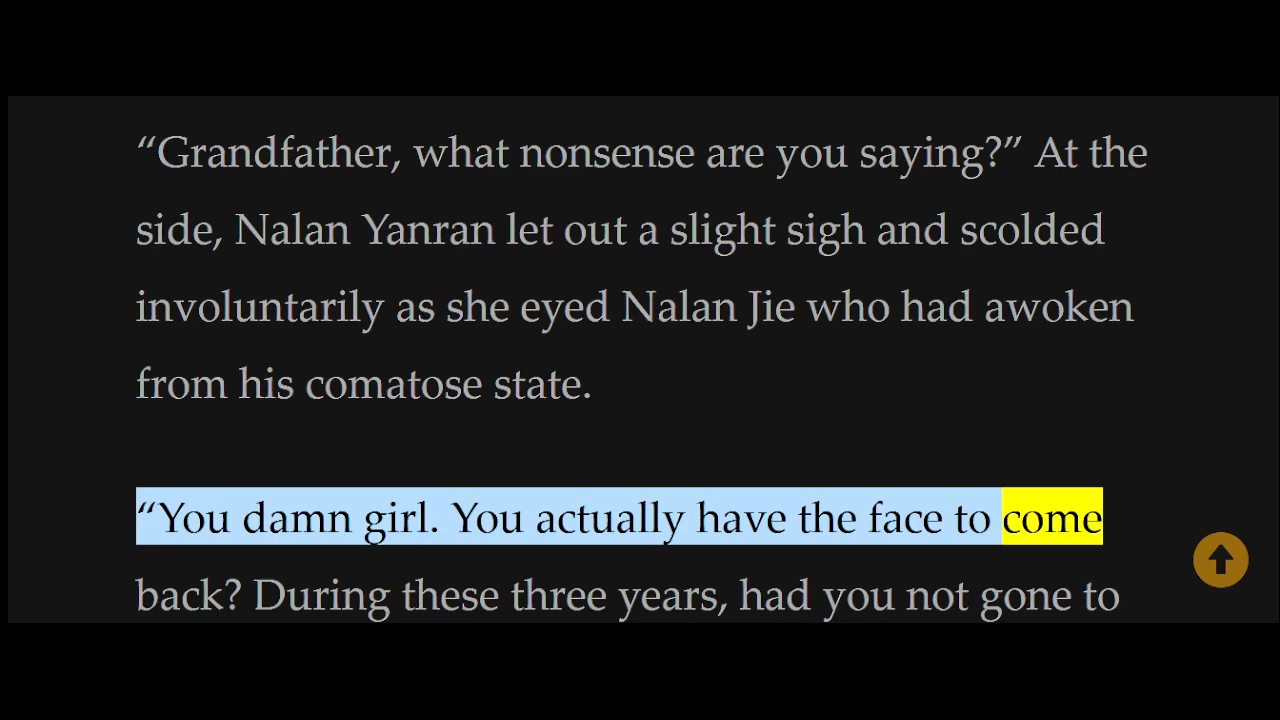 “Grandfather, what nonsense are you saying?” At the
side, Nalan Yanran let out a slight sigh and scolded
involuntarily as she eyed Nalan Jie who had awoken
from his comatose state.
“You damn girl. You actually have the face to come
back? During these three years, had you not gone to